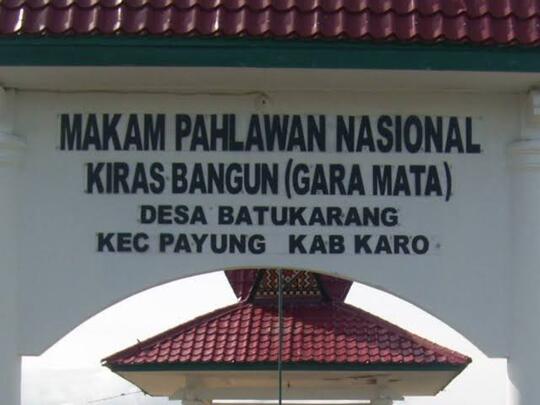 MAKAM PAHLAWAN NASIONAL
KIRAS BANGUN (GARA MATA)
DESA BATUKARANG
KEC PAYUNG KAB KARO